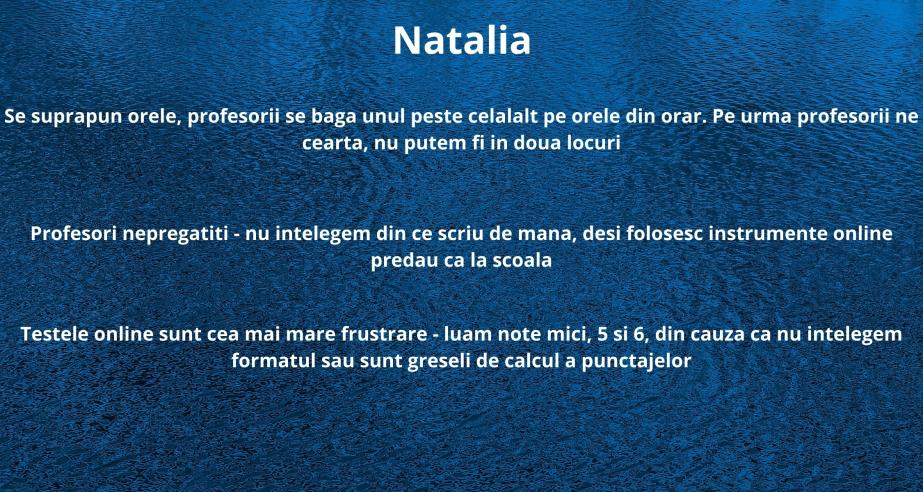 Natalia
Se suprapun orele, profesorii se baga unul peste celalalt pe orele din orar. Pe urma profesorii ne
cearta, nu putem fi in doua locuri
Profesori nepregatiti - nu intelegem din ce scriu de mana, desi folosesc instrumente online
predau ca la scoala
Testele online sunt cea mai mare frustrare - luam note mici, 5 si 6, din cauza ca nu intelegem
formatul sau sunt greseli de calcul a punctajelor